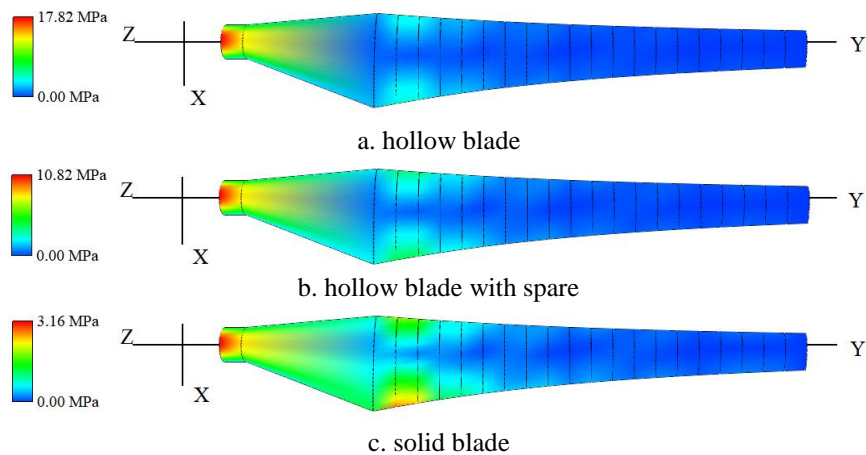 17.82 MPa
Z
Y
0.00 MPa
X
a. hollow blade
10.82 MPa
Z
Y
0.00 MPa
X
b. hollow blade with spare
3.16 MPa
Z
Y
0.00 MPa
X
c. solid blade